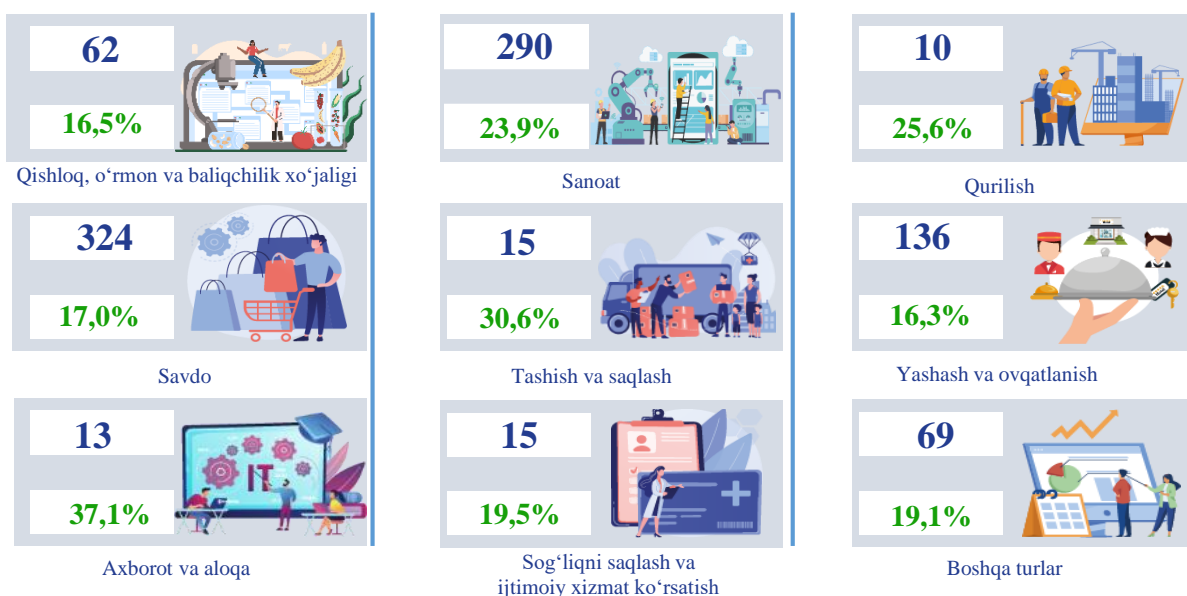 62
16,5%
Qishloq, o‘rmon va baliqchilik xo‘jaligi
290
23,9%
Sanoat
10
25,6%
Qurilish
324
17,0%
Savdo
15
30,6%
Tashish va saqlash
136
16,3%
Yashash va ovqatlanish
13
37,1%
IT
Axborot va aloqa
15
19,5%
Sog‘liqni saqlash va
ijtimoiy xizmat ko‘rsatish
69
19,1%
Boshqa turlar